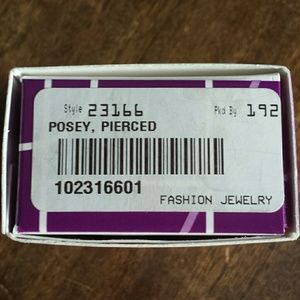 Style 23166 Pkd By. 192
POSEY, PIERCED
102316601
FASHION JEWELRY